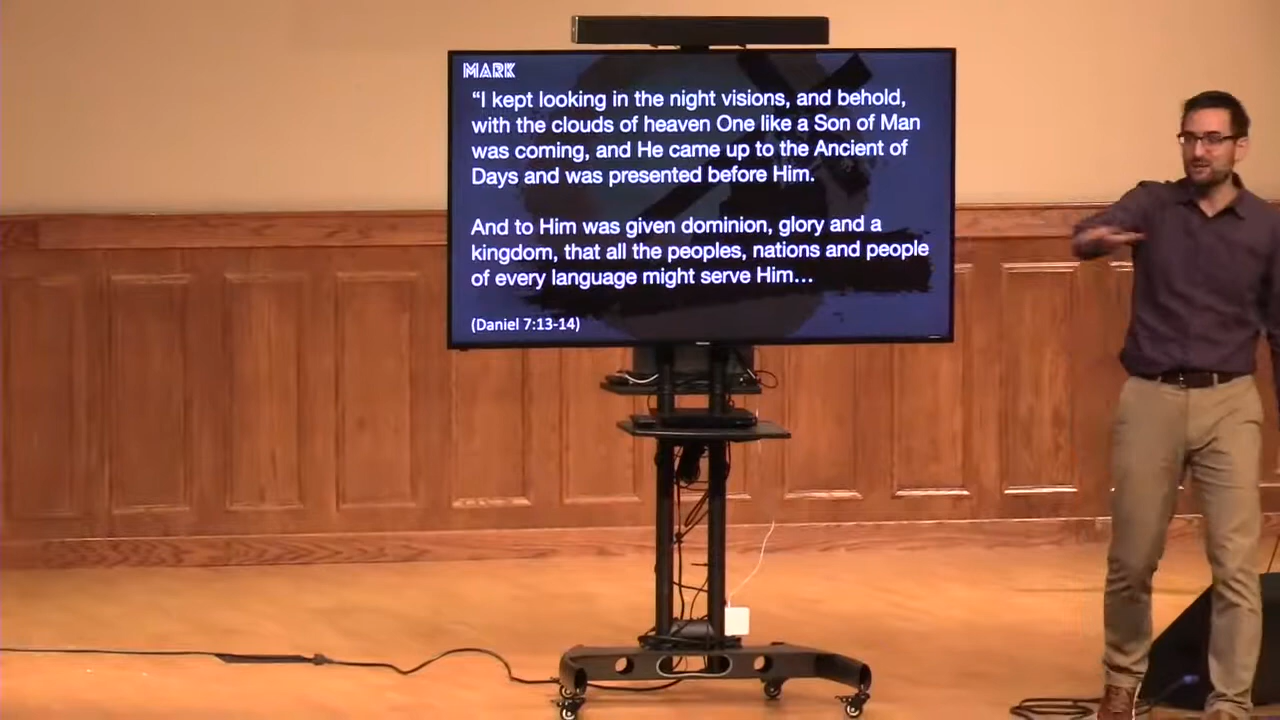 MARK
“I kept looking in the night visions, and behold,
with the clouds of heaven One like a Son of Man
was coming, and He came up to the Ancient of
Days and was presented before Him.
And to Him was given dominion, glory and a
kingdom, that all the peoples, nations and people
of every language might serve Him...
(Daniel 7:13-14)